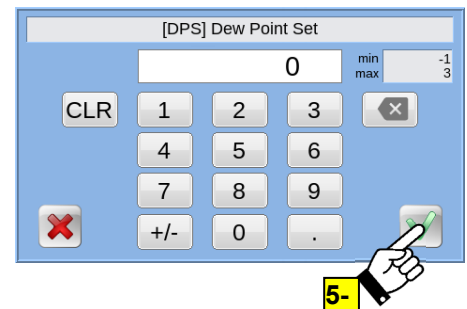 [DPS] Dew Point Set
0 min -1
max 3
CLR 1 2 3
4 5 6
7 8 9
+/- 0 .
5-